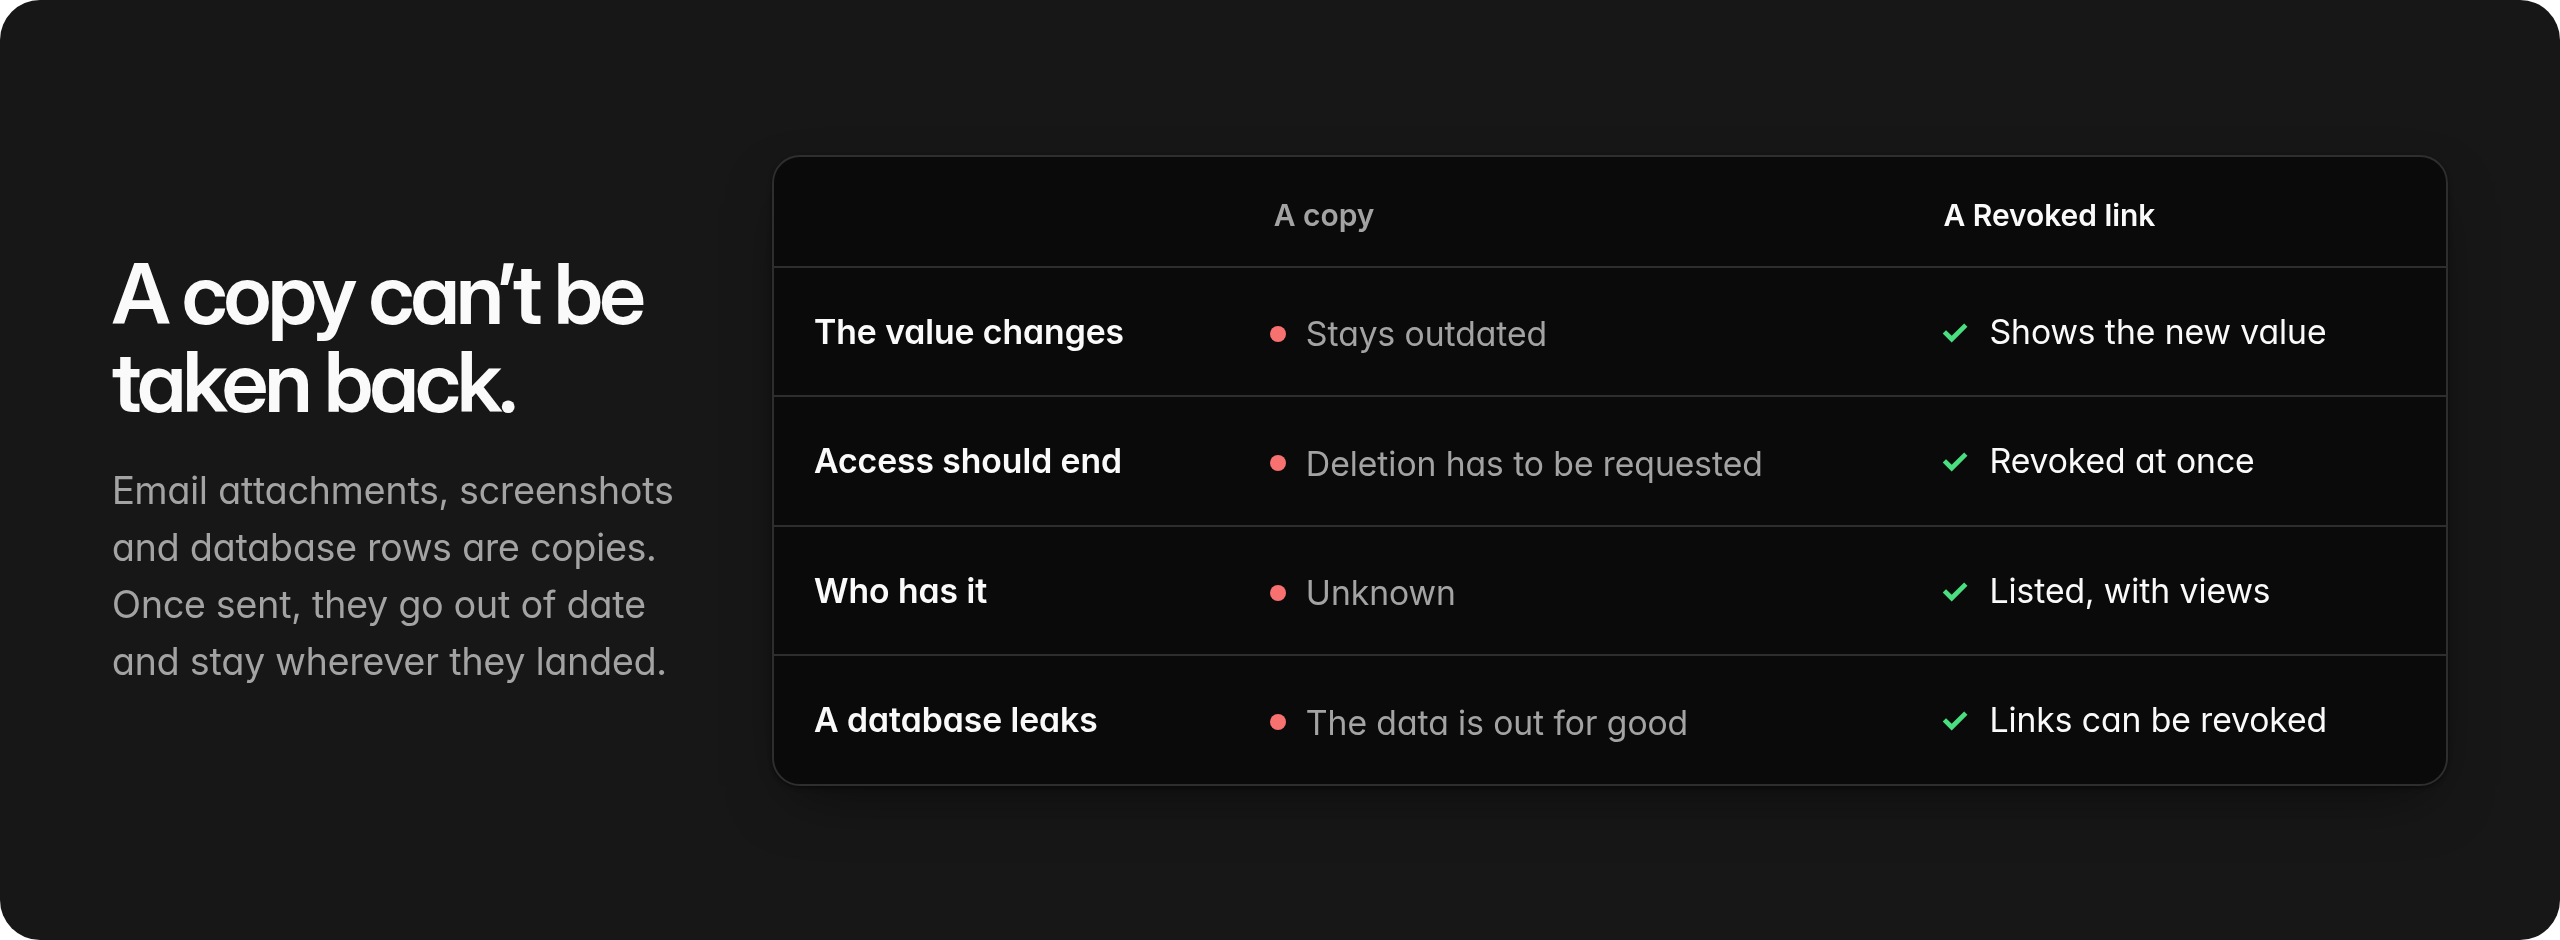 A copy can't be
taken back.
Email attachments, screenshots
and database rows are copies.
Once sent, they go out of date
and stay wherever they landed.
A copy
A Revoked link
The value changes
Stays outdated
Shows the new value
Access should end
Deletion has to be requested
Revoked at once
Who has it
Unknown
Listed, with views
A database leaks
The data is out for good
Links can be revoked